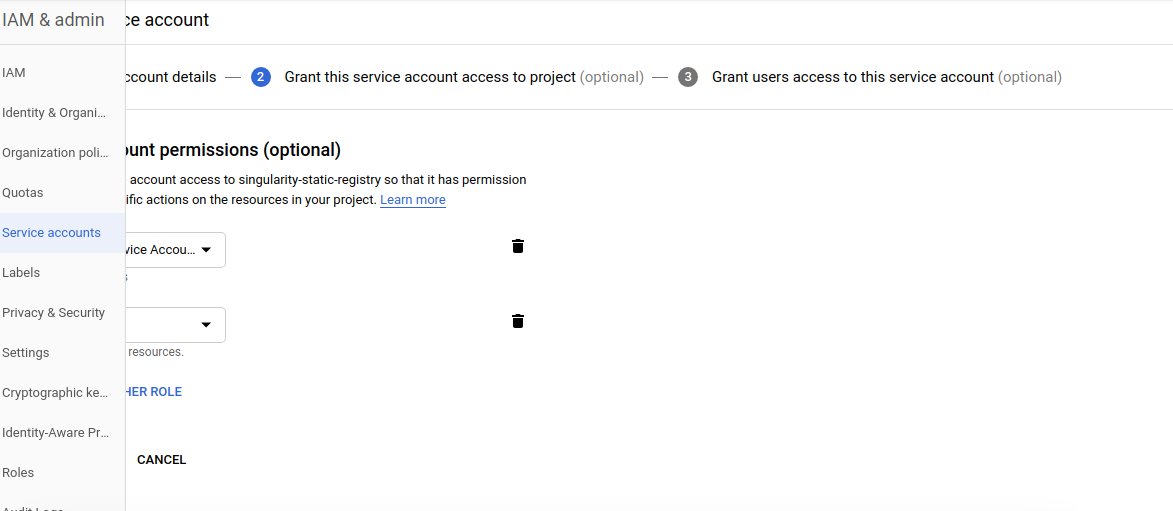 IAM & admin
ce account
IAM
Identity & Organi...
Organization poli...
Quotas
Service accounts
Labels
Privacy & Security
Settings
Cryptographic ke...
Identity-Aware Pr...
Roles
ccount details — 2 Grant this service account access to project (optional) — 3 Grant users access to this service account (optional)
ount permissions (optional)
account access to singularity-static-registry so that it has permission
ific actions on the resources in your project. Learn more
vice Accou...
s
resources.
HER ROLE
CANCEL